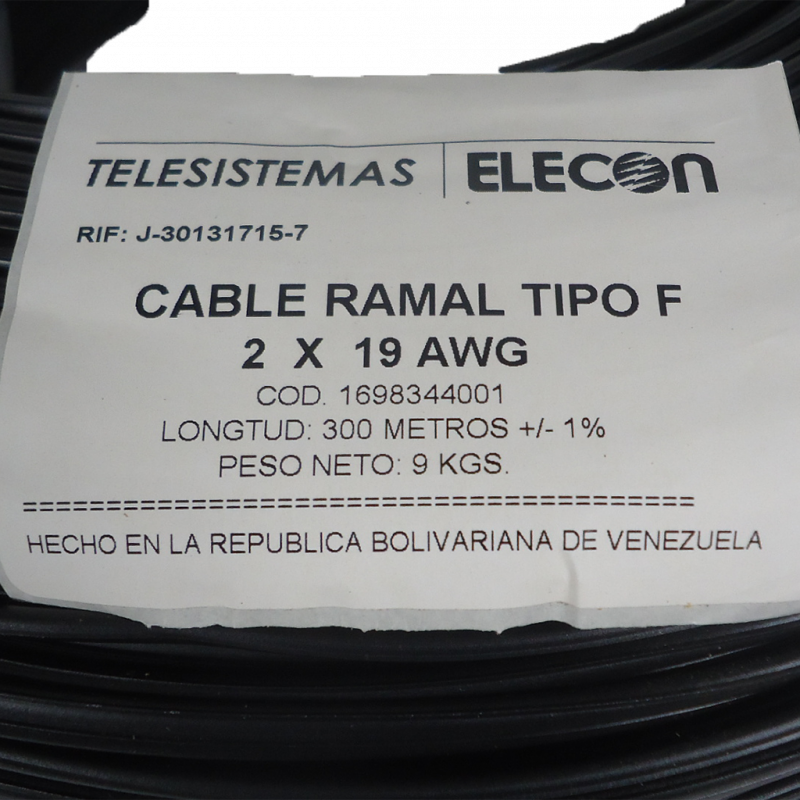 TELESISTEMAS | ELECON
RIF: J-30131715-7
CABLE RAMAL TIPO F
2 X 19 AWG
COD. 1698344001
LONGTUD: 300 METROS +/- 1%
PESO NETO: 9 KGS.
================================================
HECHO EN LA REPUBLICA BOLIVARIANA DE VENEZUELA